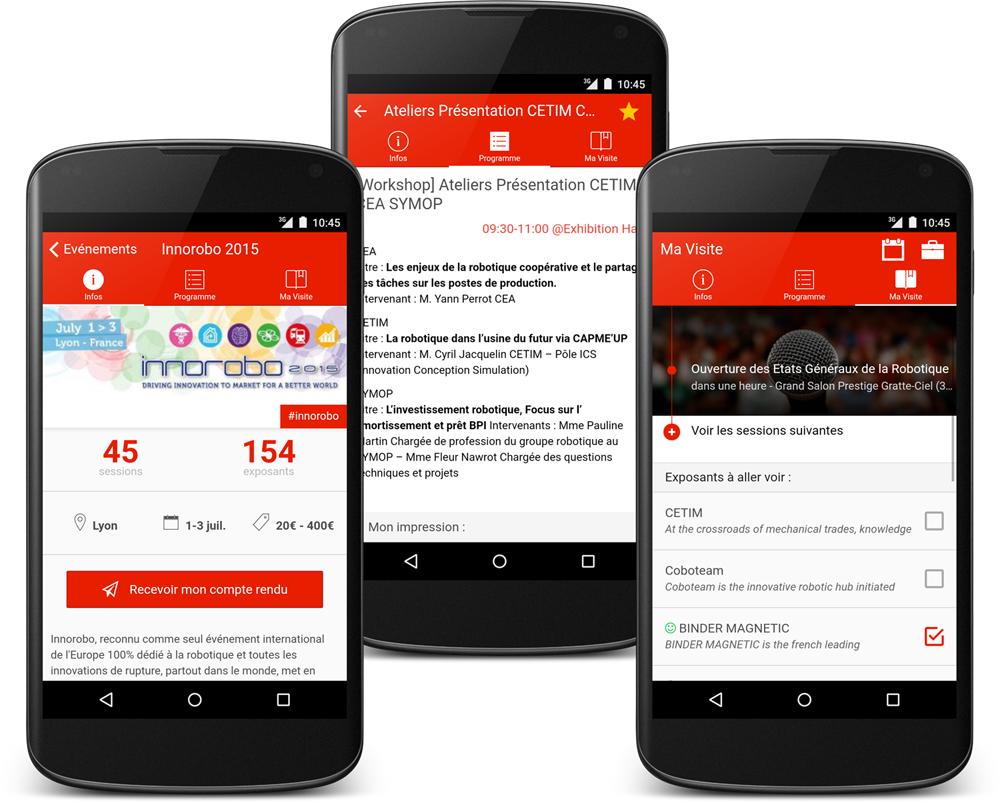 3G 10:45
Evénements Innorobo 2015
Infos Programme Ma Visite
July 1 > 3
Lyon - France
innorobo 2015
DRIVING INNOVATION TO MARKET FOR A BETTER WORLD
#innorobo
45 154
sessions exposants
Lyon 1-3 juil. 20€ - 400€
Recevoir mon compte rendu
Innorobo, reconnu comme seul événement international
de l'Europe 100% dédié à la robotique et toutes les
innovations de rupture, partout dans le monde, met en
3G 10:45
Ateliers Présentation CETIM C...
Infos Programme Ma Visite
Workshop] Ateliers Présentation CETIM
CEA SYMOP
09:30-11:00 @Exhibition Ha
EA
tre : Les enjeux de la robotique coopérative et le partag
es tâches sur les postes de production.
tervenant : M. Yann Perrot CEA
ETIM
tre : La robotique dans l'usine du futur via CAPME'UP
tervenant : M. Cyril Jacquelin CETIM – Pôle ICS
nnovation Conception Simulation)
YMOP
tre : L'investissement robotique, Focus sur l'
mortissement et prêt BPI Intervenants : Mme Pauline
artin Chargée de profession du groupe robotique au
YMOP – Mme Fleur Nawrot Chargée des questions
chniques et projets
Mon impression :
3G 10:45
Ma Visite
Infos Programme Ma Visite
Ouverture des Etats Généraux de la Robotique
dans une heure - Grand Salon Prestige Gratte-Ciel (3...
Voir les sessions suivantes
Exposants à aller voir :
CETIM
At the crossroads of mechanical trades, knowledge
Coboteam
Coboteam is the innovative robotic hub initiated
BINDER MAGNETIC
BINDER MAGNETIC is the french leading